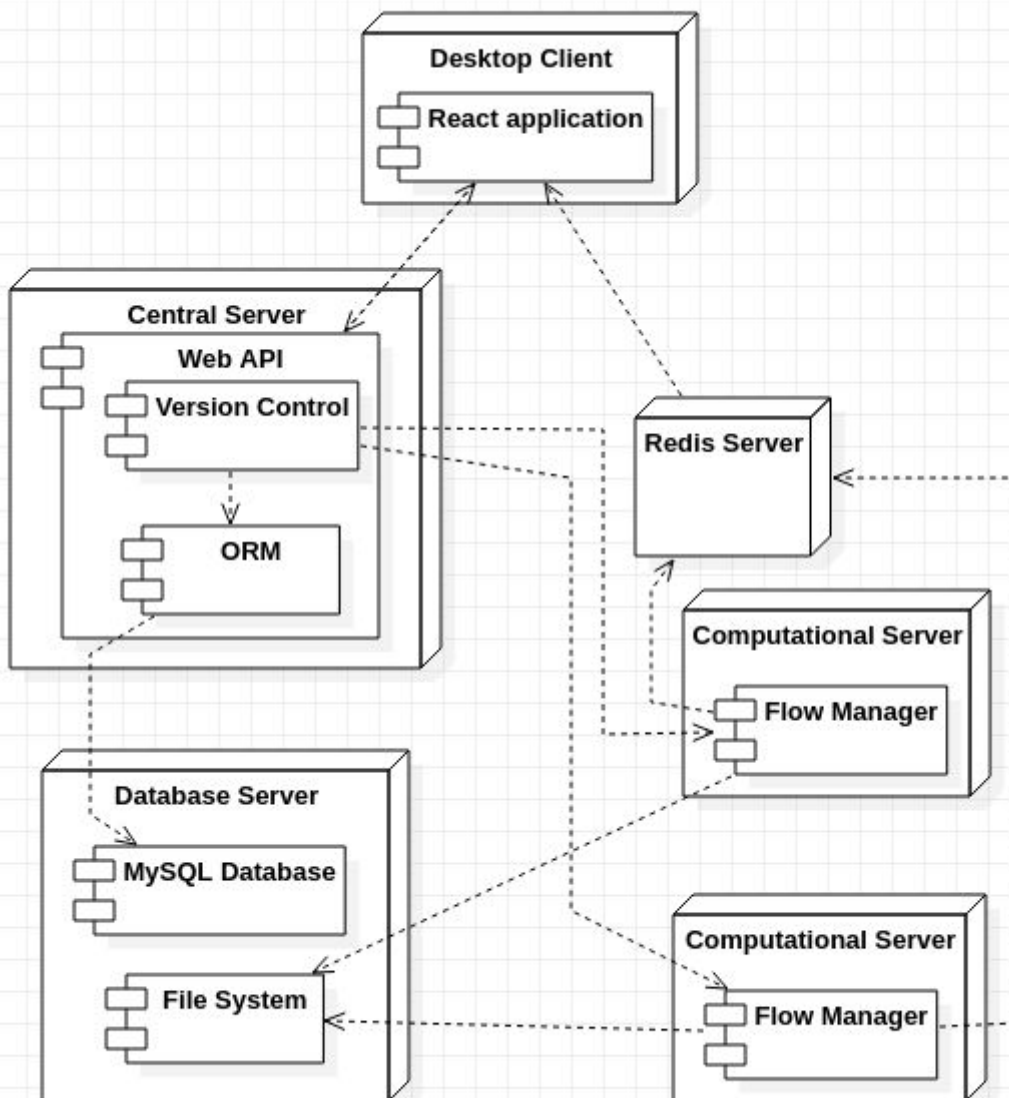 Desktop Client
React application
Central Server
Web API
Version Control
ORM
Redis Server
Computational Server
Flow Manager
Database Server
MySQL Database
File System
Computational Server
Flow Manager